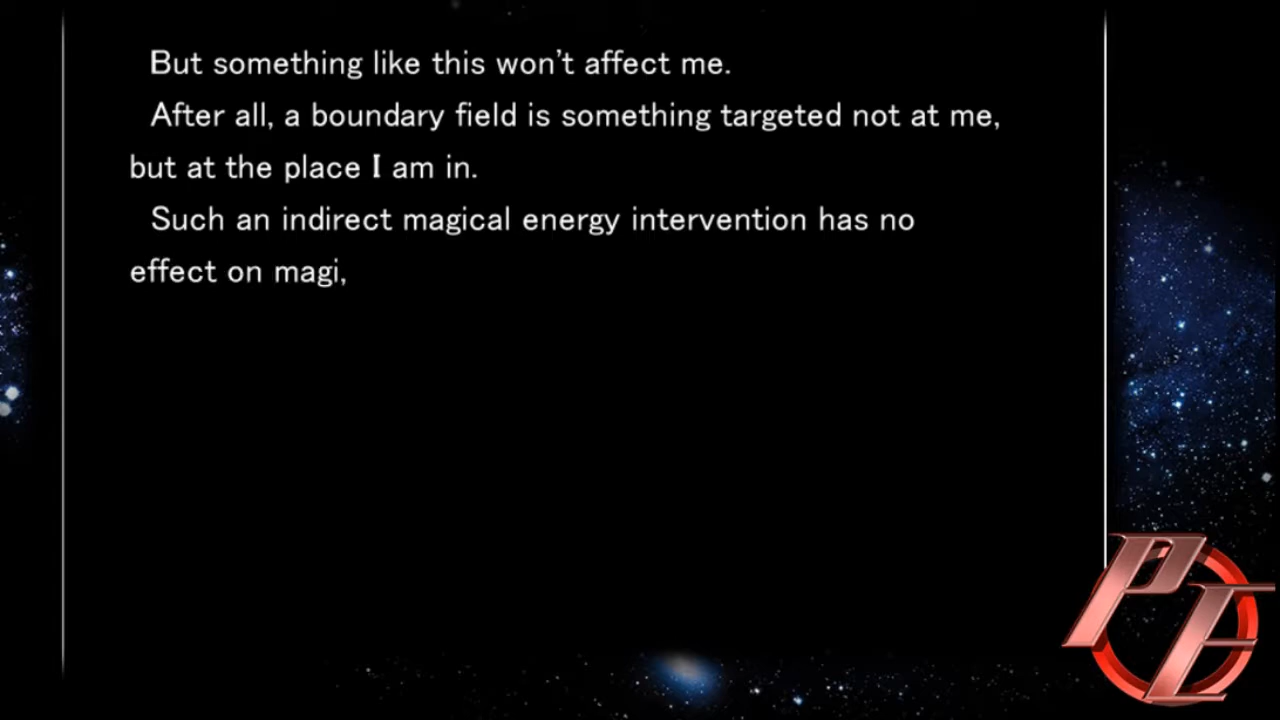 But something like this won't affect me.
After all, a boundary field is something targeted not at me,
but at the place I am in.
Such an indirect magical energy intervention has no
effect on magi,
PE